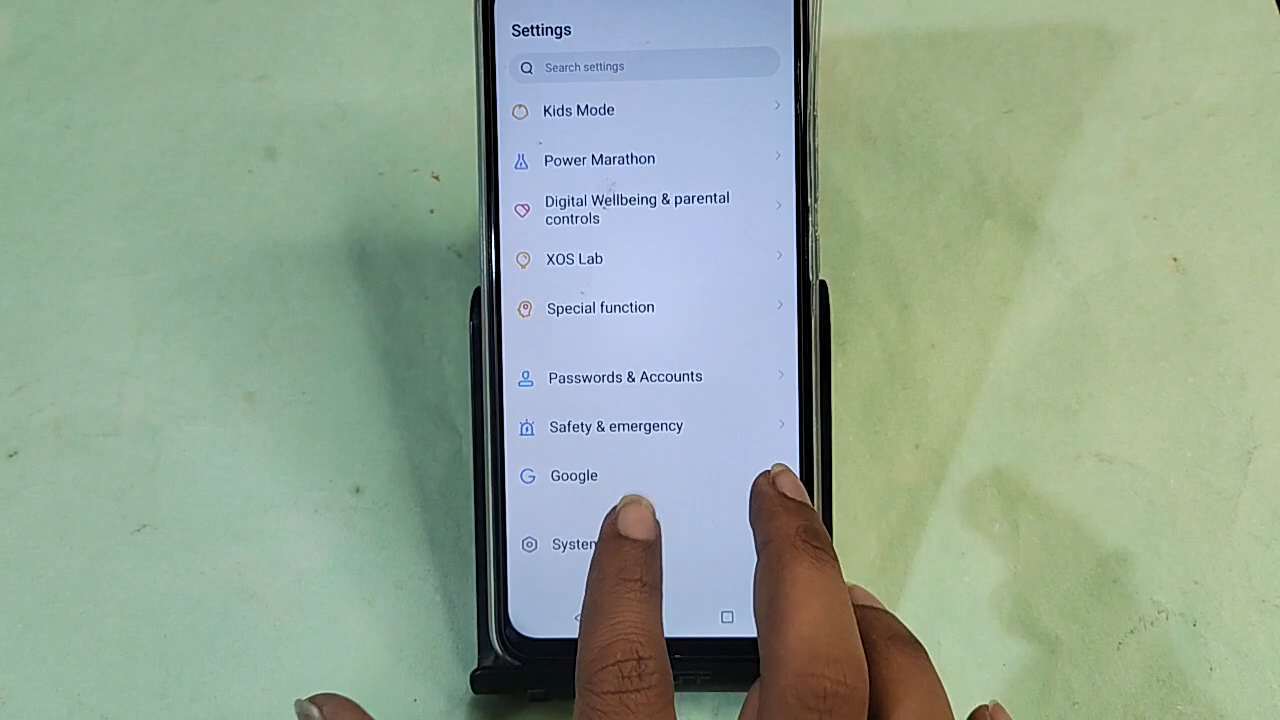 Settings
Search settings
Kids Mode
Power Marathon
Digital Wellbeing & parental
controls
XOS Lab
Special function
Passwords & Accounts
Safety & emergency
Google
System